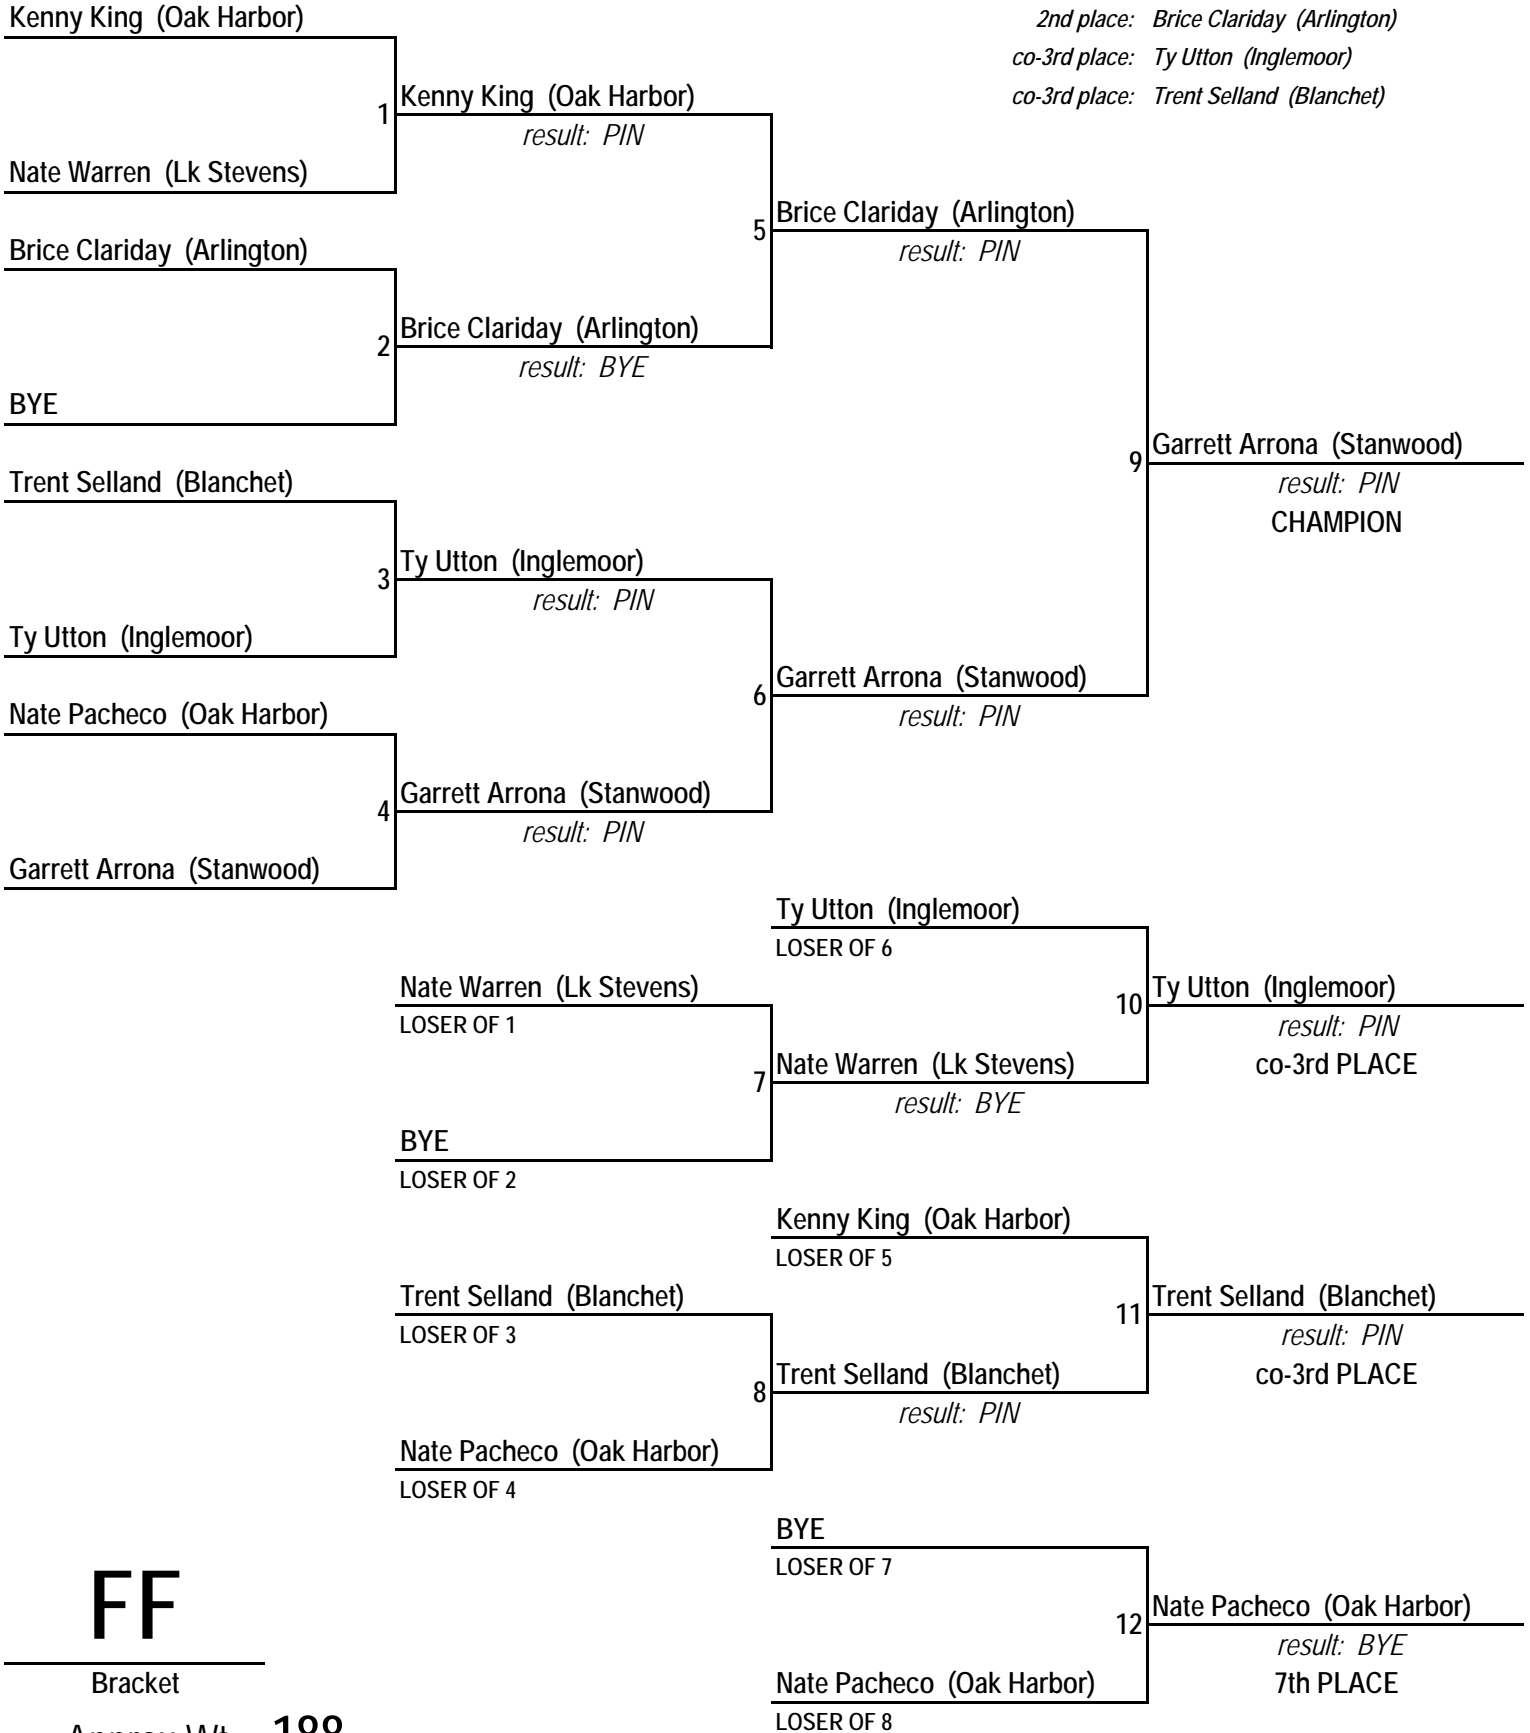 Kenny King (Oak Harbor)
2nd place: Brice Clariday (Arlington)
co-3rd place: Ty Utton (Inglemoor)
co-3rd place: Trent Selland (Blanchet)
1
Kenny King (Oak Harbor)
result: PIN
Nate Warren (Lk Stevens)
5
Brice Clariday (Arlington)
result: PIN
Brice Clariday (Arlington)
2
Brice Clariday (Arlington)
result: BYE
BYE
9
Garrett Arrona (Stanwood)
result: PIN
CHAMPION
Trent Selland (Blanchet)
3
Ty Utton (Inglemoor)
result: PIN
Ty Utton (Inglemoor)
6
Garrett Arrona (Stanwood)
result: PIN
Nate Pacheco (Oak Harbor)
4
Garrett Arrona (Stanwood)
result: PIN
Garrett Arrona (Stanwood)
Ty Utton (Inglemoor)
LOSER OF 6
Nate Warren (Lk Stevens)
LOSER OF 1
10
Ty Utton (Inglemoor)
result: PIN
co-3rd PLACE
7
Nate Warren (Lk Stevens)
result: BYE
BYE
LOSER OF 2
Kenny King (Oak Harbor)
LOSER OF 5
Trent Selland (Blanchet)
LOSER OF 3
11
Trent Selland (Blanchet)
result: PIN
co-3rd PLACE
8
Trent Selland (Blanchet)
result: PIN
Nate Pacheco (Oak Harbor)
LOSER OF 4
BYE
LOSER OF 7
12
Nate Pacheco (Oak Harbor)
result: BYE
7th PLACE
Nate Pacheco (Oak Harbor)
LOSER OF 8
FF
Bracket